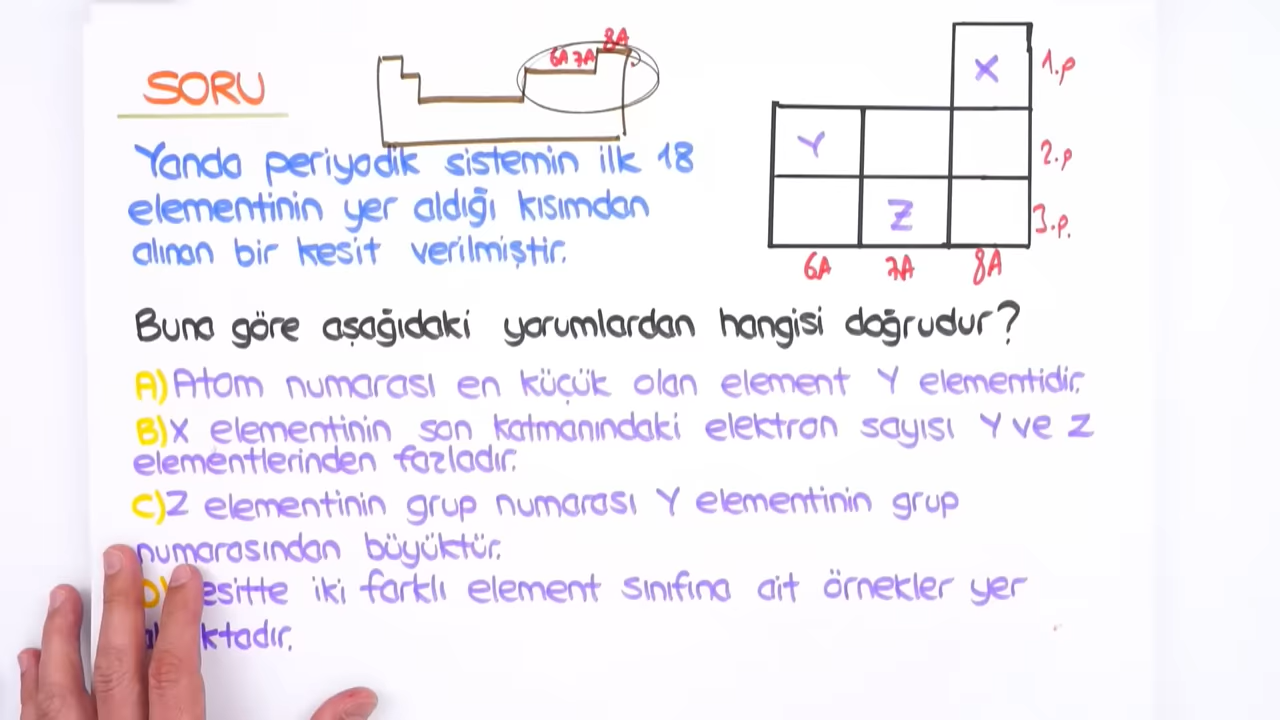 6A 7A 8A
SORU
Yanda periyodik sistemin ilk 18
elementinin yer aldığı kısımdan
alınan bir kesit verilmiştir.
X 1.p
Y 2.p
Z 3.p.
6A 7A 8A
Buna göre aşağıdaki yorumlardan hangisi doğrudur?
A) Atom numarası en küçük olan element Y elementidir.
B) X elementinin son katmanındaki elektron sayısı Y ve Z
elementlerinden fazladır.
C) Z elementinin grup numarası Y elementinin grup
numarasından büyüktür.
iki farklı element sınıfına ait örnekler yer